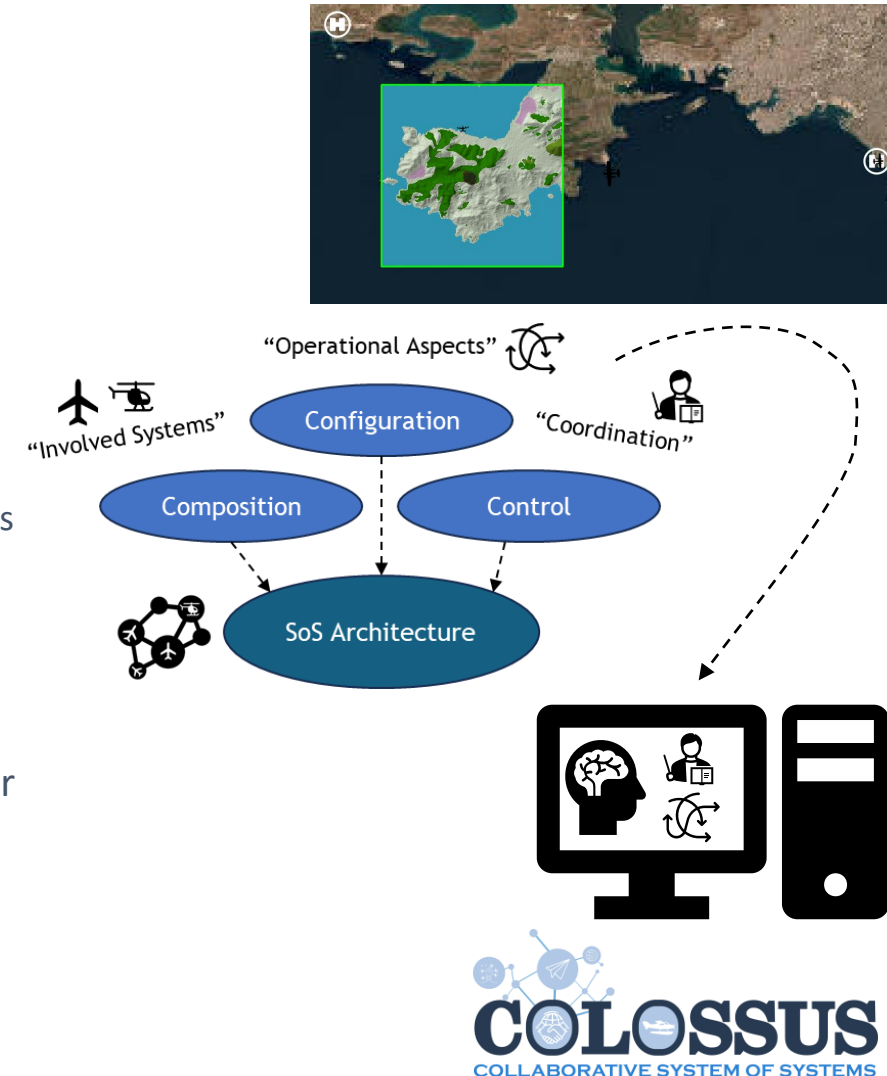 “Operational Aspects”
“Involved Systems”
Configuration
“Coordination”
Composition
Control
s
SoS Architecture
r
COLOSSUS
COLLABORATIVE SYSTEM OF SYSTEMS